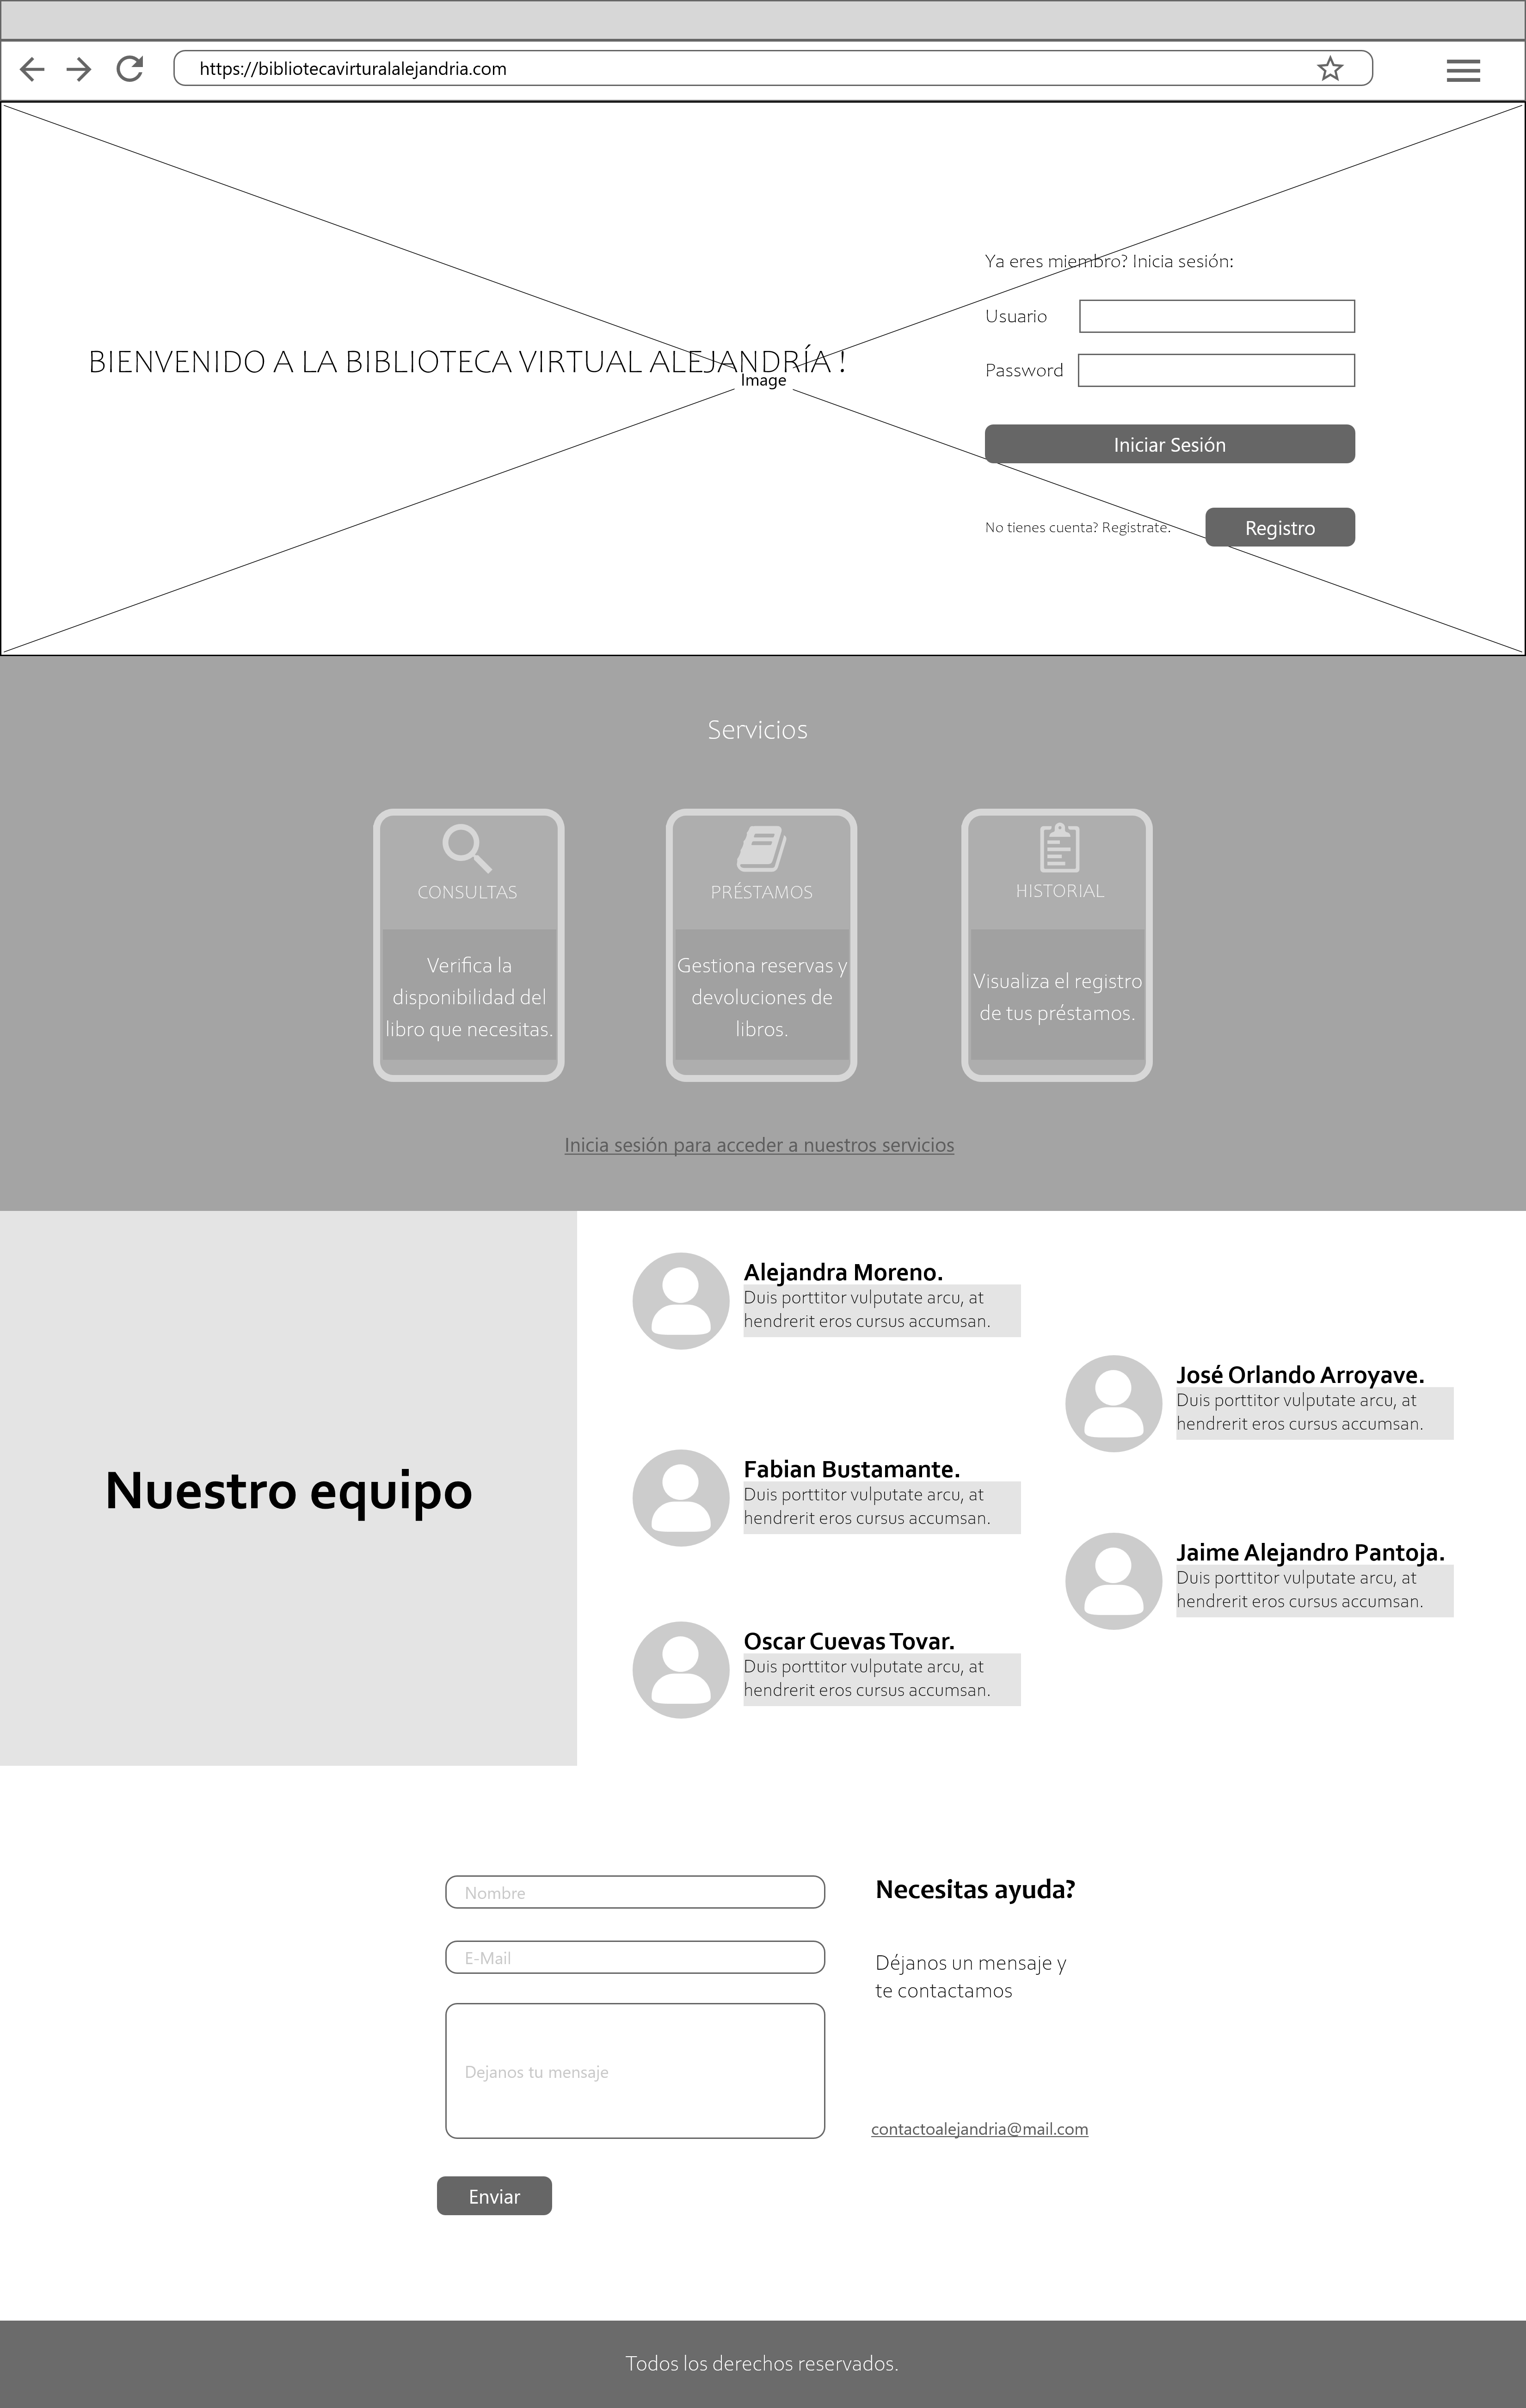 https://bibliotecavirturalalejandria.com
Ya eres miembro? Inicia sesión:
Usuario
BIENVENIDO A LA BIBLIOTECA VIRTUAL ALEJANDRÍA !
Image
Password
Iniciar Sesión
No tienes cuenta? Registrate.
Registro
Servicios
CONSULTAS
Verifica la
disponibilidad del
libro que necesitas.
PRÉSTAMOS
Gestiona reservas y
devoluciones de
libros.
HISTORIAL
Visualiza el registro
de tus préstamos.
Inicia sesión para acceder a nuestros servicios
Nuestro equipo
Alejandra Moreno.
Duis porttitor vulputate arcu, at
hendrerit eros cursus accumsan.
José Orlando Arroyave.
Duis porttitor vulputate arcu, at
hendrerit eros cursus accumsan.
Fabian Bustamante.
Duis porttitor vulputate arcu, at
hendrerit eros cursus accumsan.
Jaime Alejandro Pantoja.
Duis porttitor vulputate arcu, at
hendrerit eros cursus accumsan.
Oscar Cuevas Tovar.
Duis porttitor vulputate arcu, at
hendrerit eros cursus accumsan.
Nombre
E-Mail
Dejanos tu mensaje
Enviar
Necesitas ayuda?
Déjanos un mensaje y
te contactamos
contactoalejandria@mail.com
Todos los derechos reservados.